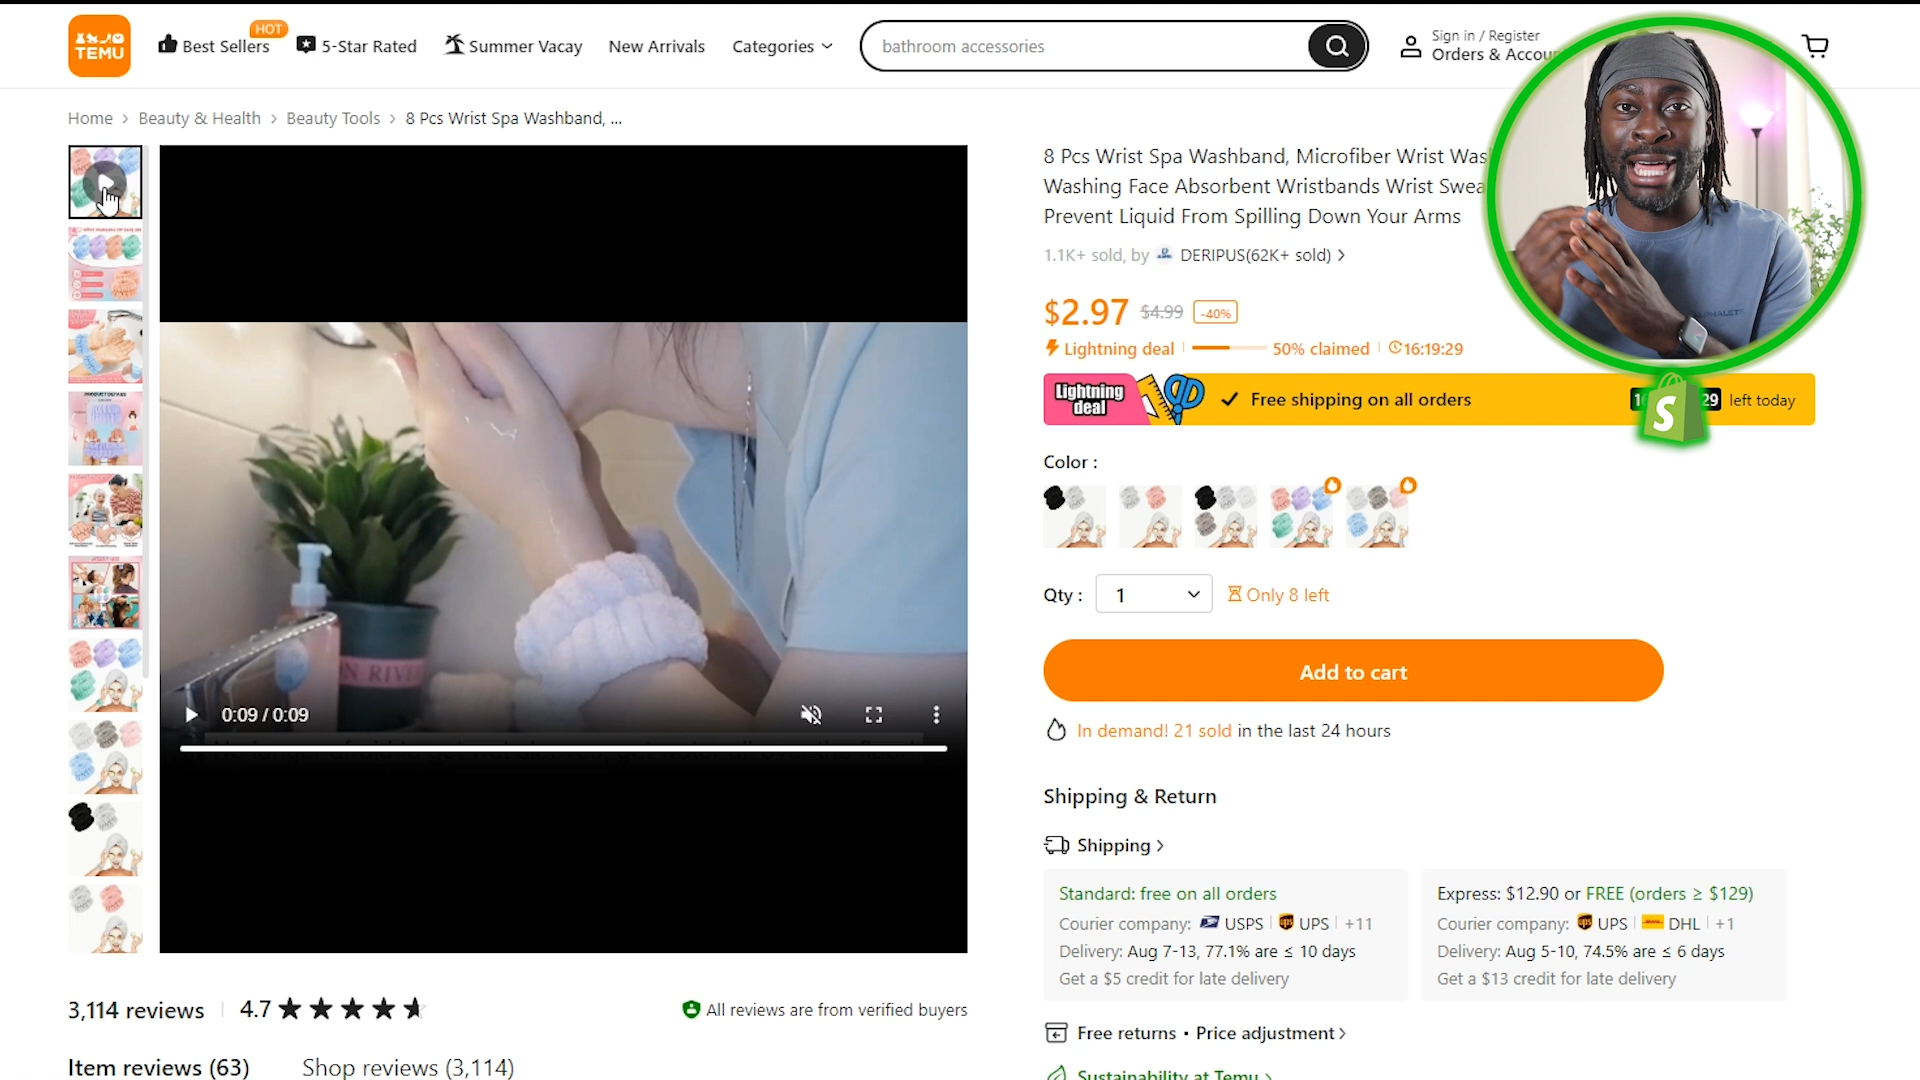 TEMU
Best Sellers
HOT
5-Star Rated
Summer Vacay
New Arrivals
Categories
bathroom accessories
Sign in / Register
Orders & Accou
Home > Beauty & Health > Beauty Tools > 8 Pcs Wrist Spa Washband, ...
8 Pcs Wrist Spa Washband, Microfiber Wrist Was
Washing Face Absorbent Wristbands Wrist Swea
Prevent Liquid From Spilling Down Your Arms
1.1K+ sold, by DERIPUS(62K+ sold) >
$2.97 $4.99 -40%
Lightning deal 50% claimed 16:19:29
Lightning deal
Free shipping on all orders
29 left today
S
Color :
Qty : 1 Only 8 left
Add to cart
In demand! 21 sold in the last 24 hours
0:09 / 0:09
Shipping & Return
Shipping >
Standard: free on all orders
Courier company: USPS UPS +11
Delivery: Aug 7-13, 77.1% are ≤ 10 days
Get a $5 credit for late delivery
Express: $12.90 or FREE (orders ≥ $129)
Courier company: UPS DHL +1
Delivery: Aug 5-10, 74.5% are ≤ 6 days
Get a $13 credit for late delivery
Free returns • Price adjustment >
Sustainability at Temu >
3,114 reviews 4.7
All reviews are from verified buyers
Item reviews (63)
Shop reviews (3,114)